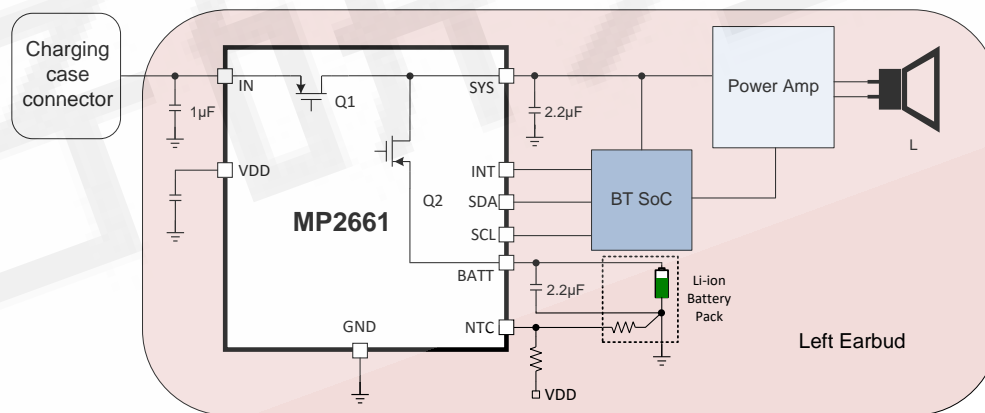 Charging
case
connector
IN
1µF
VDD
Q1
Q2
MP2661
GND
SYS
INT
SDA
SCL
BATT
NTC
2.2µF
2.2µF
VDD
BT SoC
Power Amp
L
Li-ion
Battery
Pack
Left Earbud